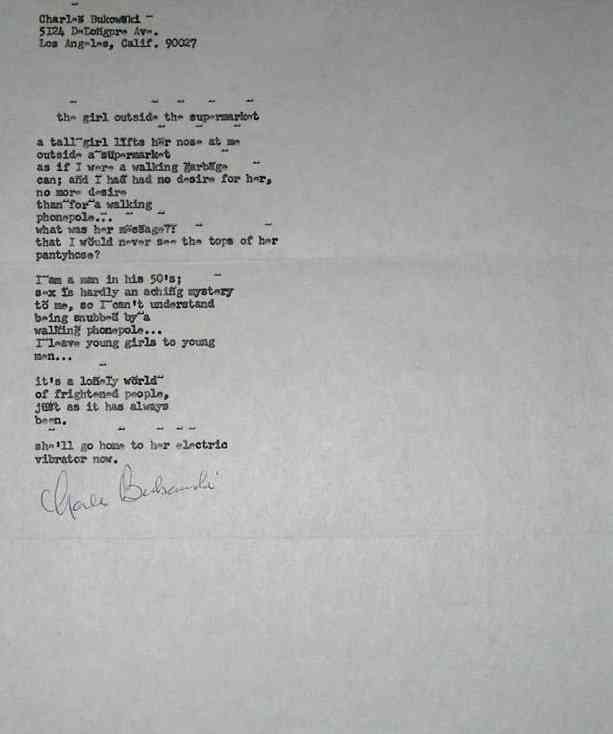 Charles Bukowski
5124 DeLongpre Ave.
Los Angeles, Calif. 90027
the girl outside the supermarket
a tall girl lifts her nose at me
outside a supermarket
as if I were a walking garbage
can; and I had had no desire for her,
no more desire
than for a walking
phonepole...
what was her message??
that I would never see the tops of her
pantyhose?
I am a man in his 50's;
sex is hardly an aching mystery
to me, so I can't understand
being snubbed by a
walking phonepole...
I leave young girls to young
men...
it's a lonely world
of frightened people,
just as it has always
been.
she'll go home to her electric
vibrator now.
Charles Bukowski